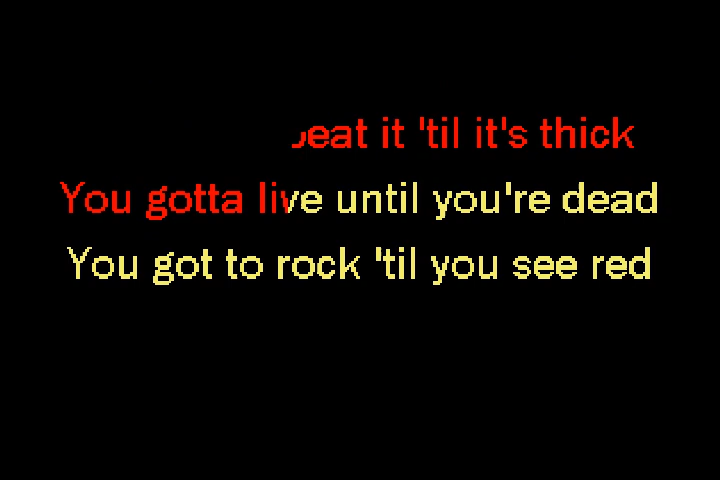 it 'til it's thick
You gotta live until you're dead
You got to rock 'til you see red